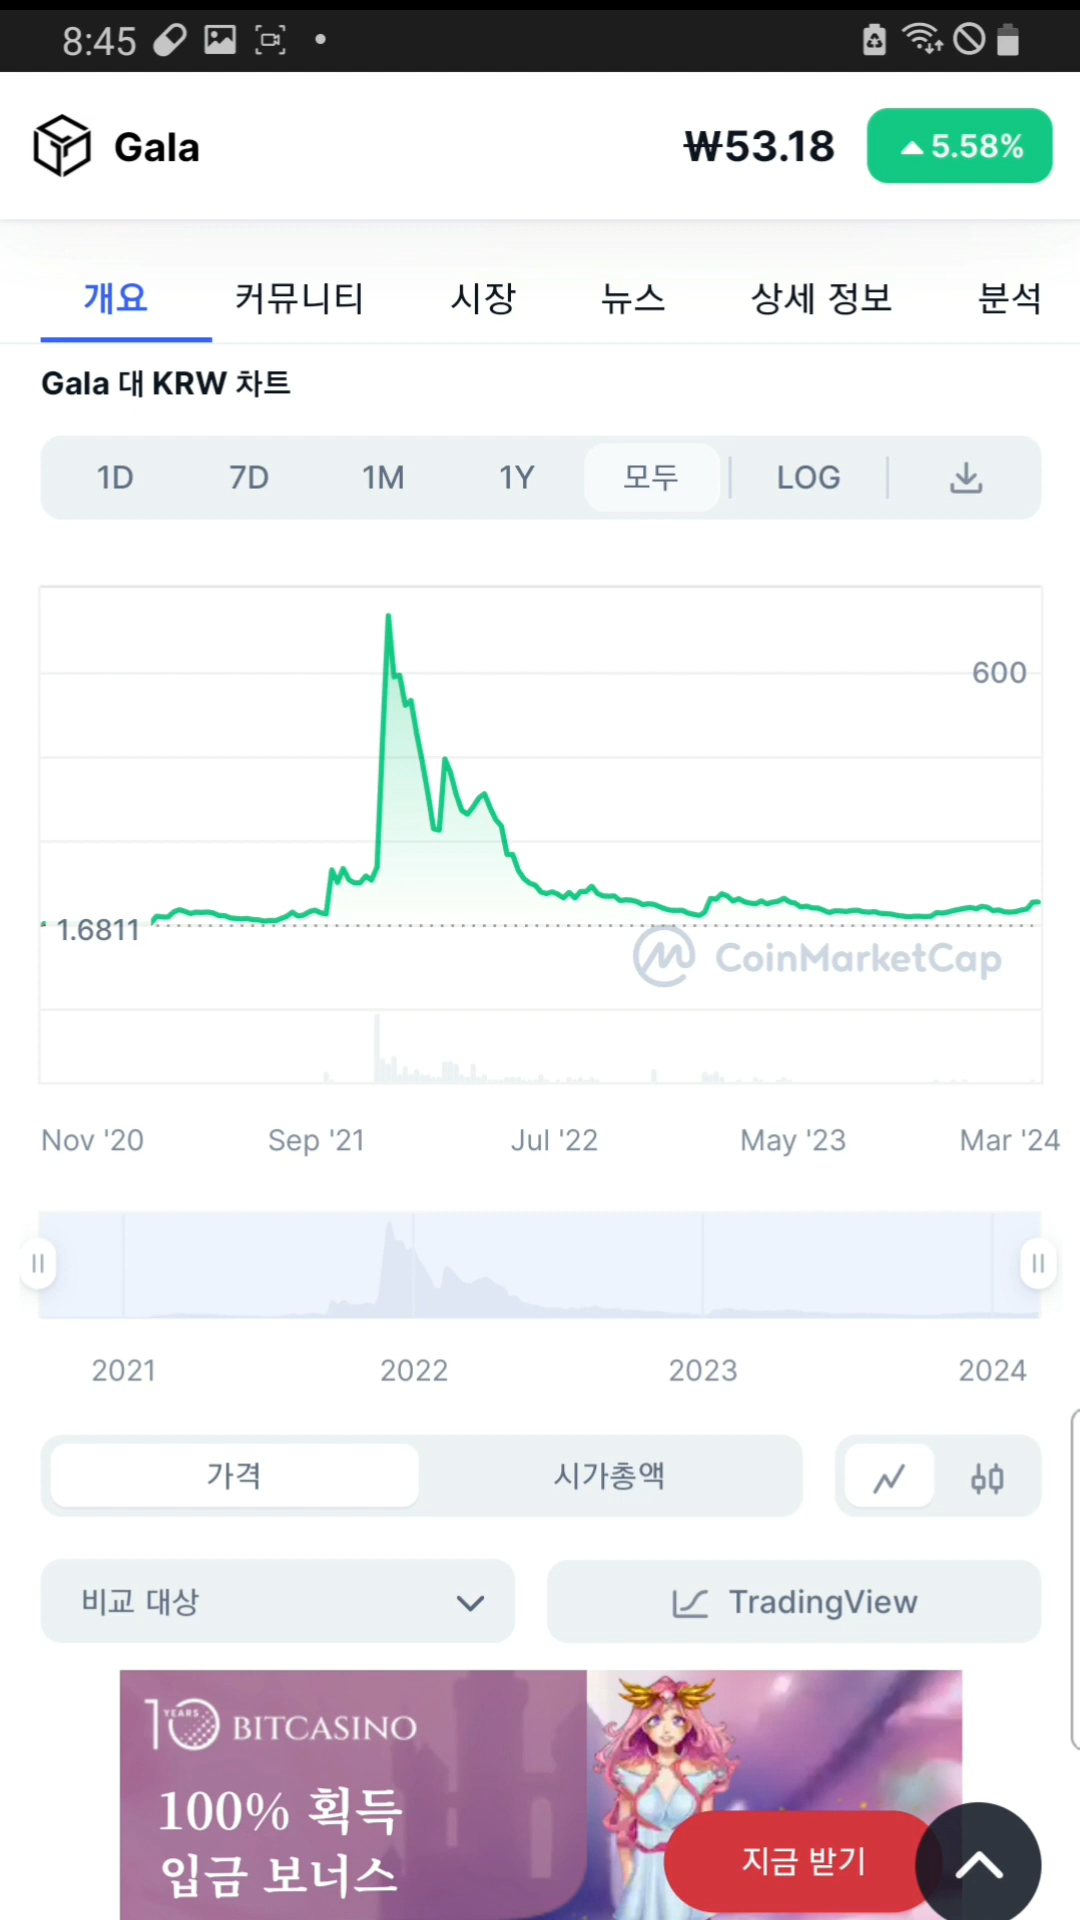 8:45
Gala
₩53.18
5.58%
개요 커뮤니티 시장 뉴스 상세 정보 분석
Gala 대 KRW 차트
1D 7D 1M 1Y 모두 LOG
600
1.6811
CoinMarketCap
Nov '20 Sep '21 Jul '22 May '23 Mar '24
2021 2022 2023 2024
가격 시가총액
비교 대상 TradingView
10 YEARS BITCASINO
100% 획득
입금 보너스
지금 받기